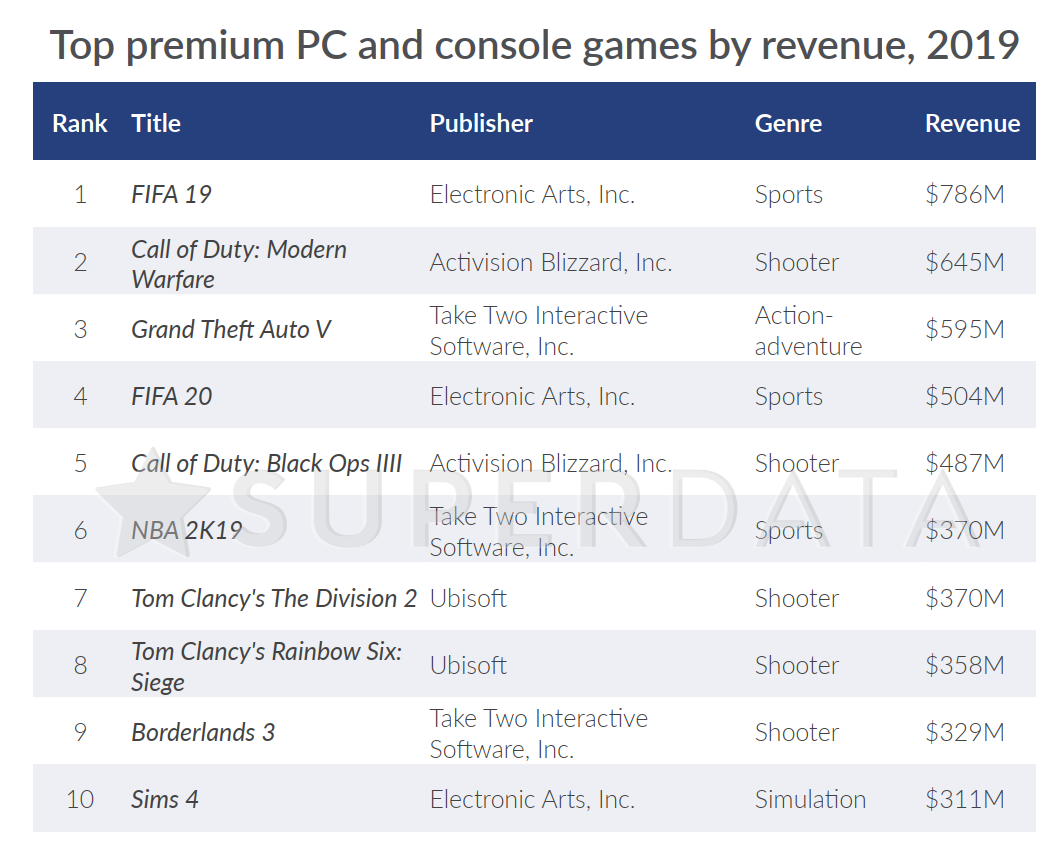 Top premium PC and console games by revenue, 2019
Rank Title Publisher Genre Revenue
1 FIFA 19 Electronic Arts, Inc. Sports $786M
2 Call of Duty: Modern
Warfare Activision Blizzard, Inc. Shooter $645M
3 Grand Theft Auto V Take Two Interactive
Software, Inc. Action-
adventure $595M
4 FIFA 20 Electronic Arts, Inc. Sports $504M
5 Call of Duty: Black Ops IIII Activision Blizzard, Inc. Shooter $487M
SUPERDATA
6 NBA 2K19 Take Two Interactive
Software, Inc. Sports $370M
7 Tom Clancy's The Division 2 Ubisoft Shooter $370M
8 Tom Clancy's Rainbow Six:
Siege Ubisoft Shooter $358M
9 Borderlands 3 Take Two Interactive
Software, Inc. Shooter $329M
10 Sims 4 Electronic Arts, Inc. Simulation $311M